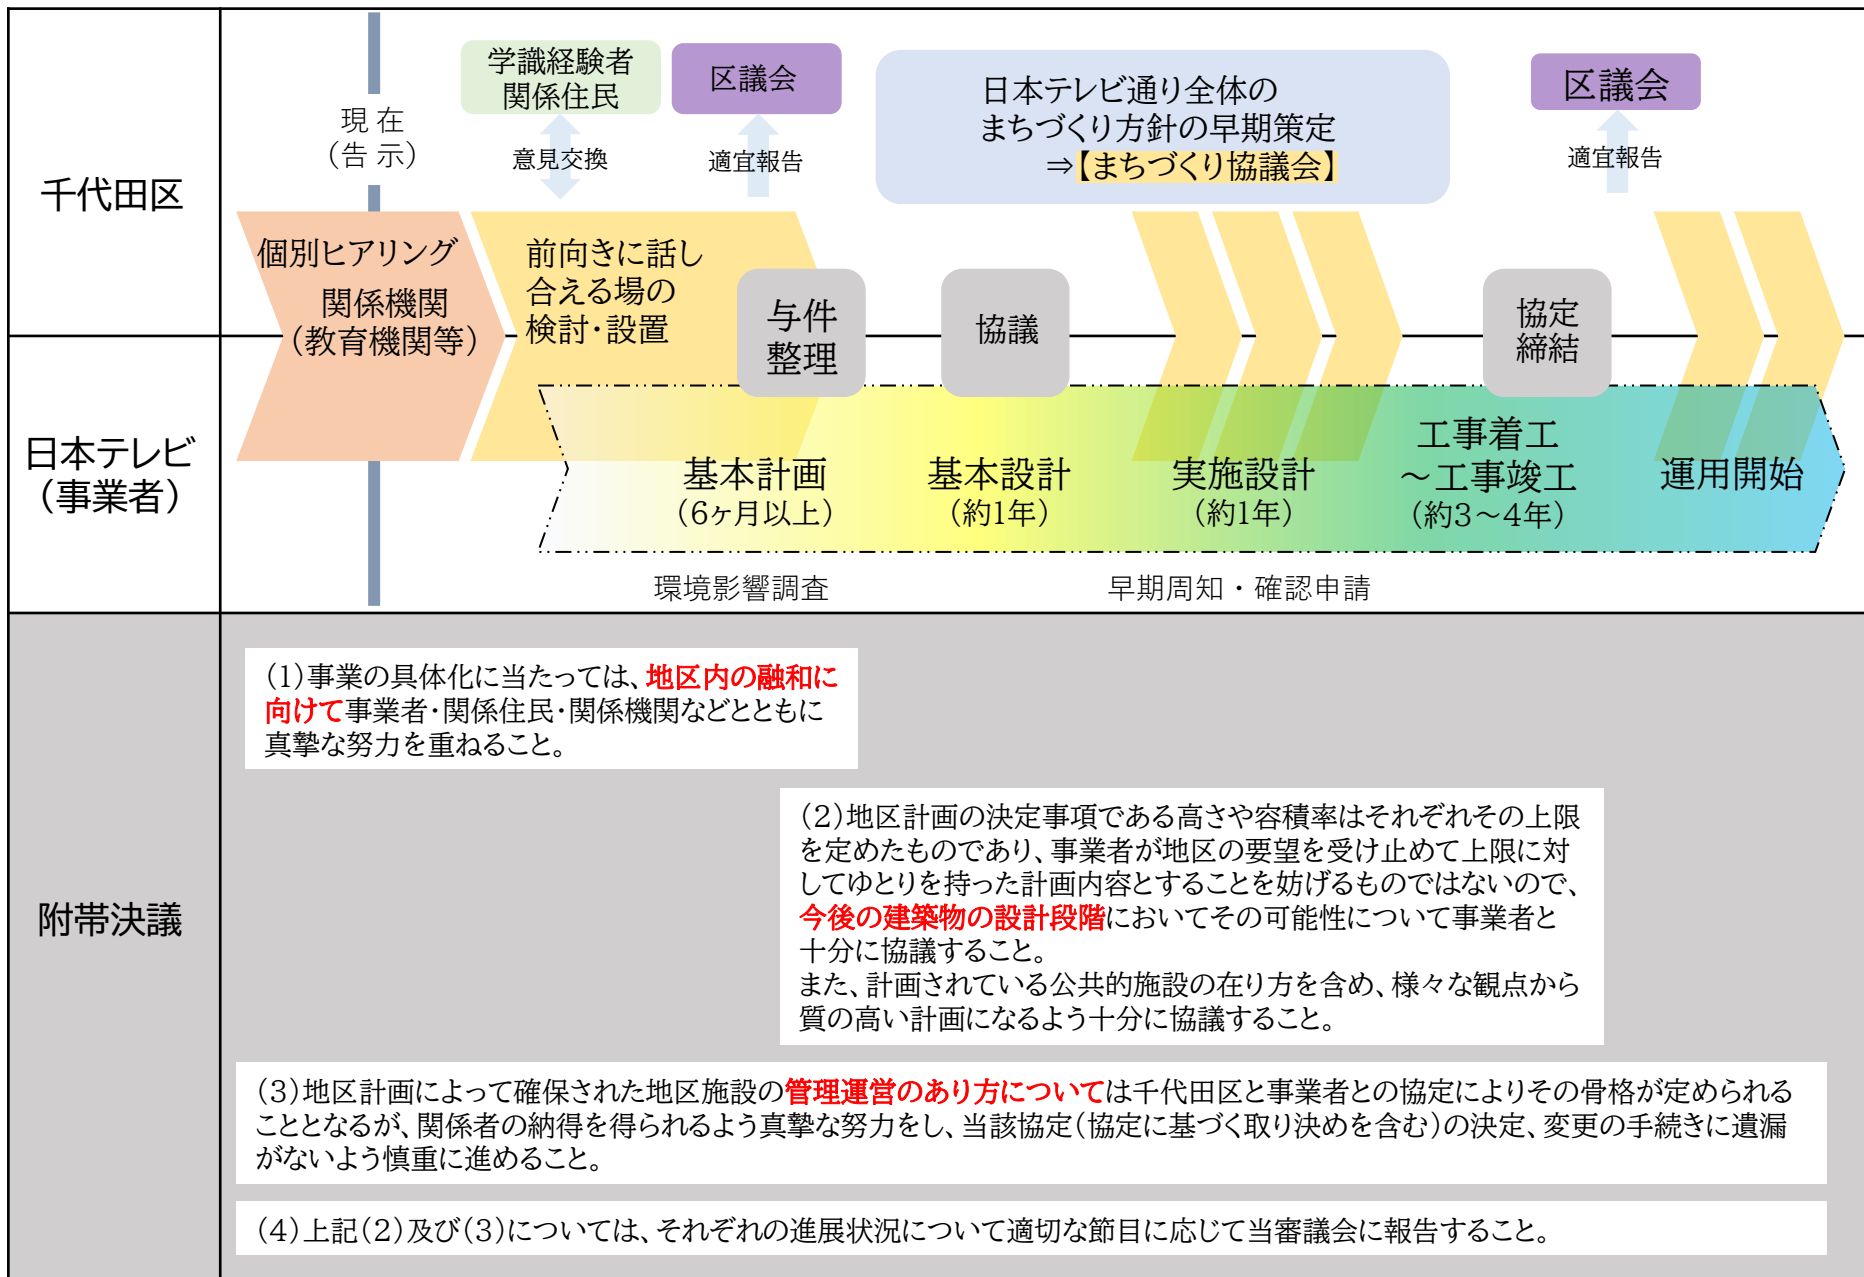 千代田区
現 在
（告 示）
学識経験者
関係住民
意見交換
区議会
適宜報告
日本テレビ通り全体の
まちづくり方針の早期策定
⇒【まちづくり協議会】
区議会
適宜報告
個別ヒアリング
関係機関
（教育機関等）
前向きに話し
合える場の
検討・設置
与件
整理
協議
協定
締結
日本テレビ
（事業者）
基本計画
（6ヶ月以上）
基本設計
（約1年）
実施設計
（約1年）
工事着工
～工事竣工
（約3～4年）
運用開始
環境影響調査
早期周知・確認申請
附帯決議
（1）事業の具体化に当たっては、地区内の融和に
向けて事業者・関係住民・関係機関などとともに
真摯な努力を重ねること。
（2）地区計画の決定事項である高さや容積率はそれぞれその上限
を定めたものであり、事業者が地区の要望を受け止めて上限に対
してゆとりを持った計画内容とすることを妨げるものではないので、
今後の建築物の設計段階においてその可能性について事業者と
十分に協議すること。
また、計画されている公共的施設の在り方を含め、様々な観点から
質の高い計画になるよう十分に協議すること。
（3）地区計画によって確保された地区施設の管理運営のあり方については千代田区と事業者との協定によりその骨格が定められる
こととなるが、関係者の納得を得られるよう真摯な努力をし、当該協定（協定に基づく取り決めを含む）の決定、変更の手続きに遺漏
がないよう慎重に進めること。
（4）上記（2）及び（3）については、それぞれの進展状況について適切な節目に応じて当審議会に報告すること。